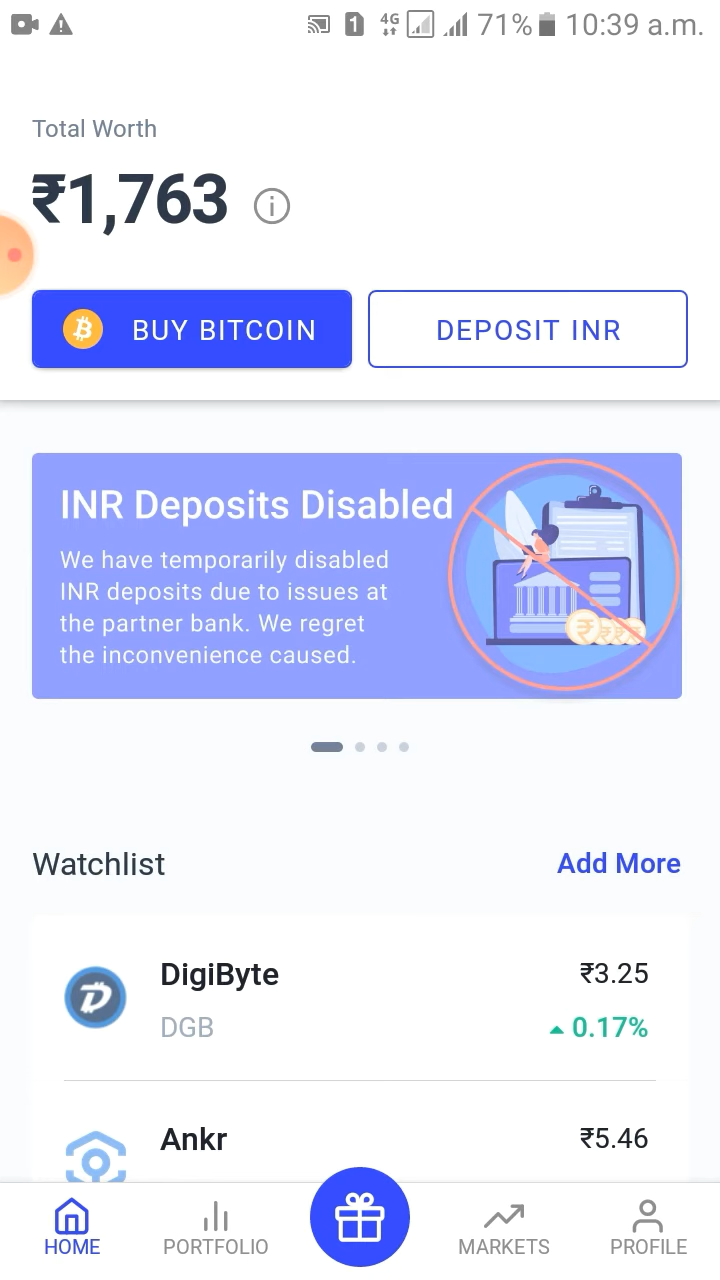 1 4G 71% 10:39 a.m.
Total Worth
₹1,763
BUY BITCOIN DEPOSIT INR
INR Deposits Disabled
We have temporarily disabled
INR deposits due to issues at
the partner bank. We regret
the inconvenience caused.
Watchlist Add More
DigiByte ₹3.25
DGB 0.17%
Ankr ₹5.46
HOME PORTFOLIO MARKETS PROFILE